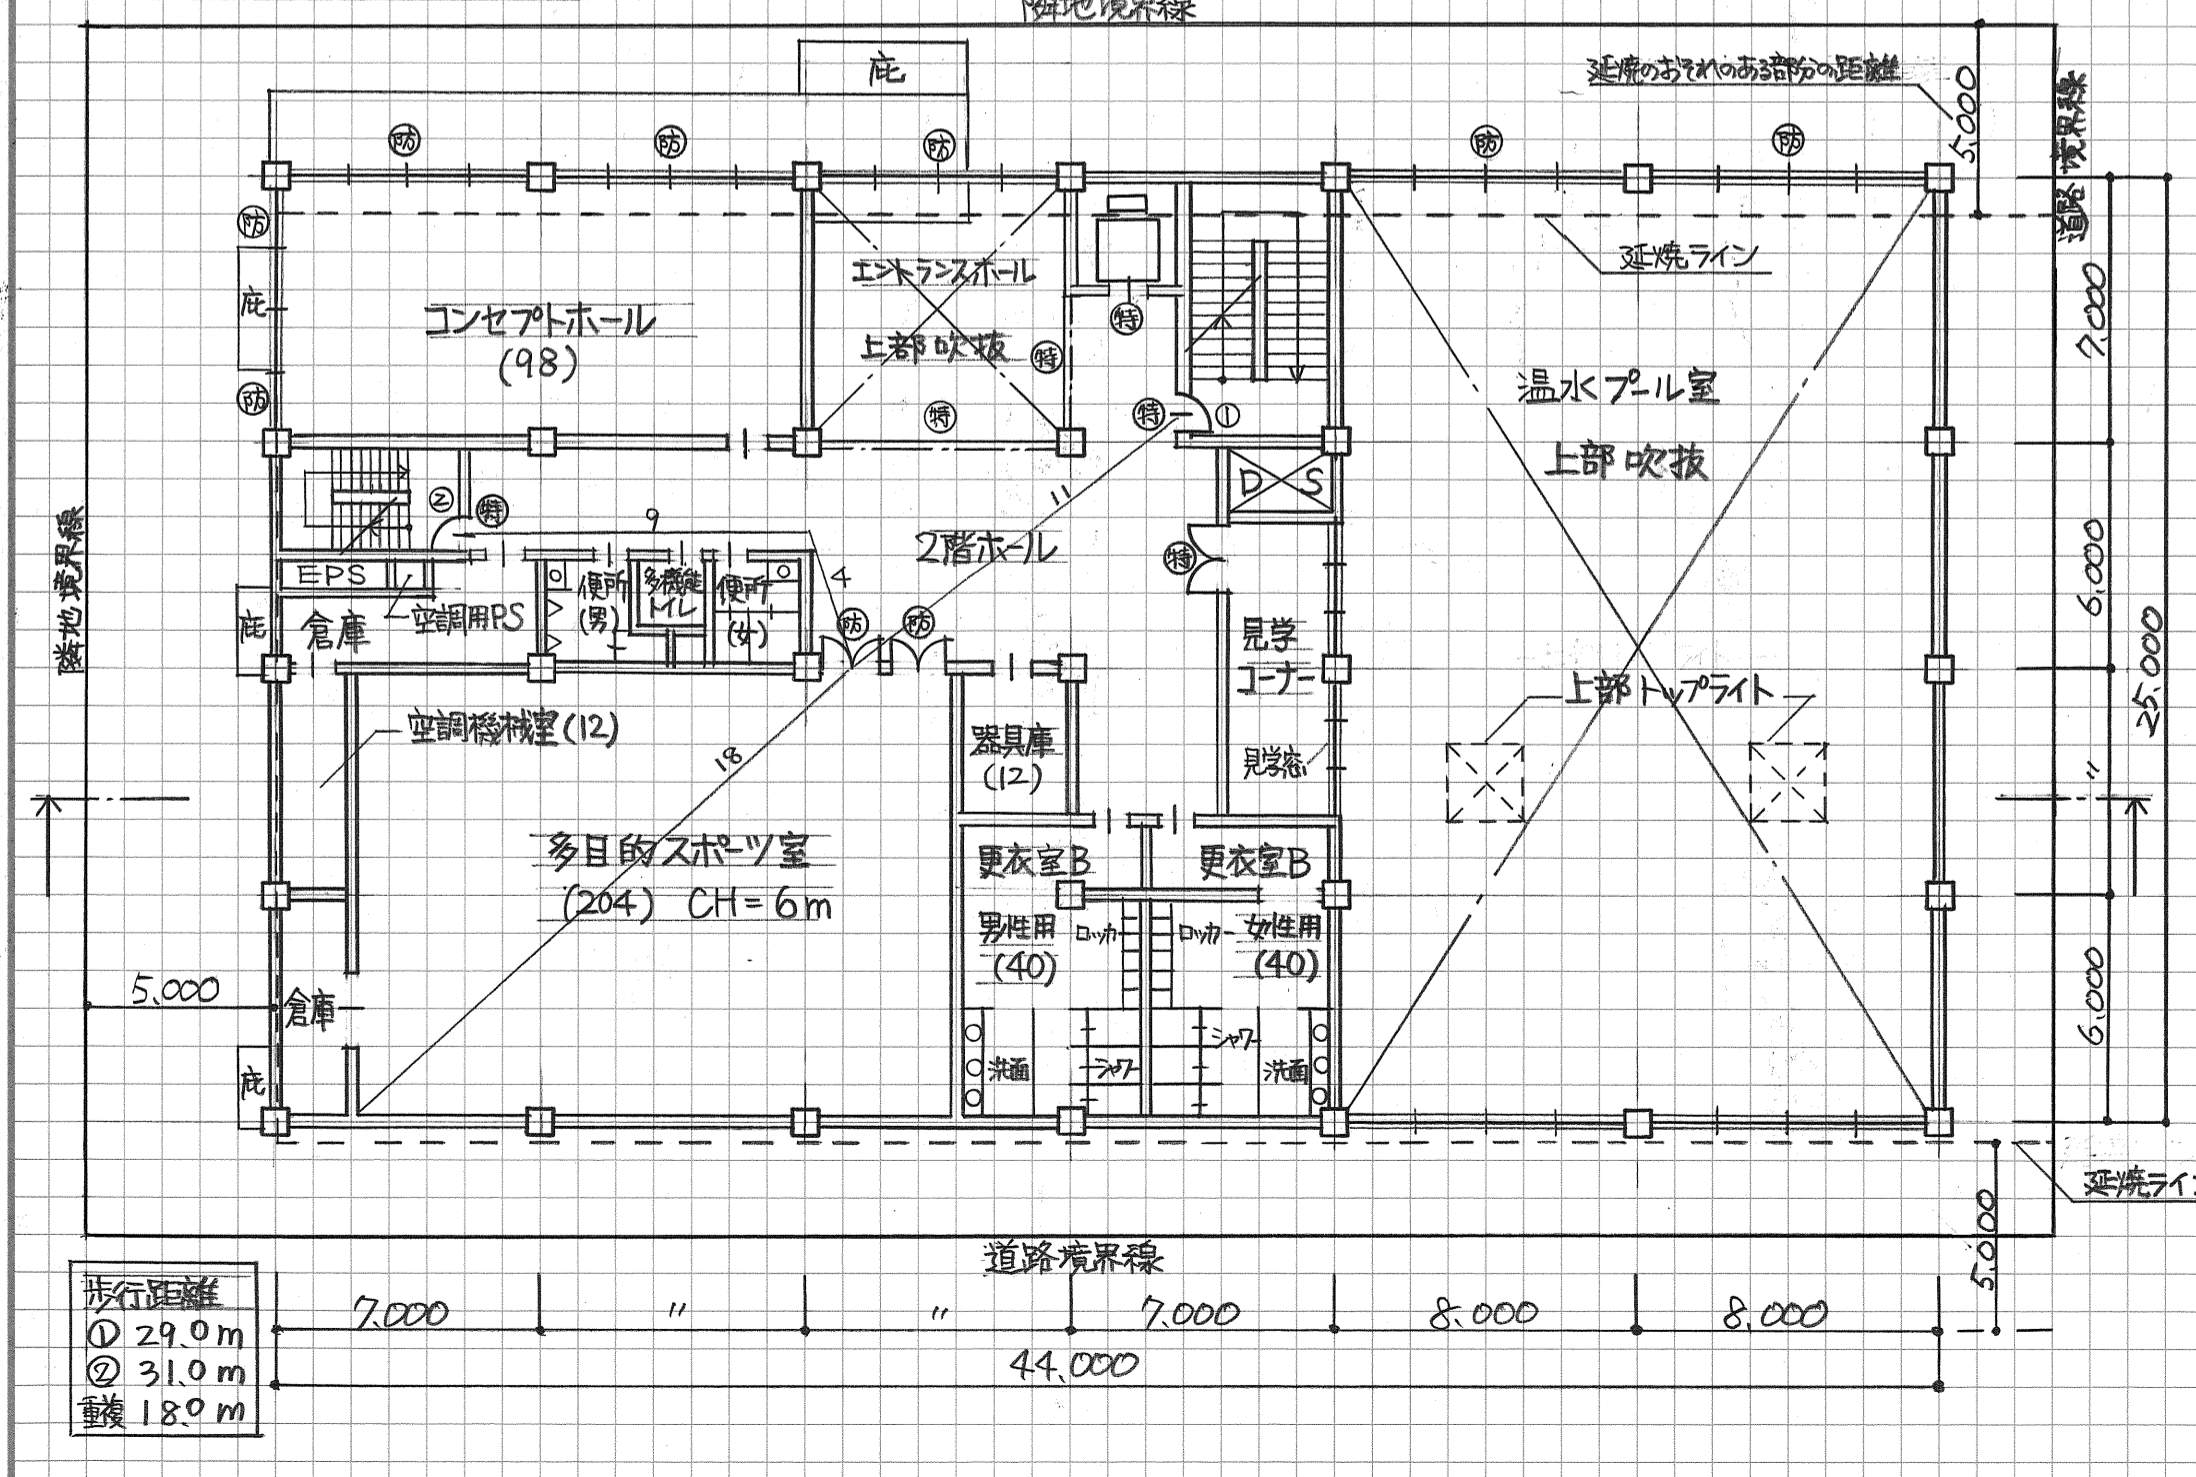 隣地境界線
庇
延焼のおそれのある部分の距離
5.000
道路境界線
防
防
防
防
防
防
庇
防
コンセプトホール
(98)
エントランスホール
上部吹抜
特
特
特
特
①
延焼ライン
温水プール室
上部吹抜
7.000
6.000
〃
6.000
25.000
隣地境界線
②
特
9
11
4
2階ホール
DS
特
EPS
空調用PS
倉庫
庇
便所
(男)
多機能
トイレ
便所
(女)
防
防
見学
コーナー
見学窓
上部トップライト
空調機械室(12)
18
器具庫
(12)
多目的スポーツ室
(204) CH=6m
更衣室B
男性用
(40)
ロッカー
更衣室B
女性用
(40)
ロッカー
5.000
倉庫
庇
洗面
シャワー
シャワー
洗面
延焼ライン
5.000
道路境界線
7.000
〃
〃
7.000
8.000
8.000
44.000
歩行距離
① 29.0m
② 31.0m
重複 18.0m